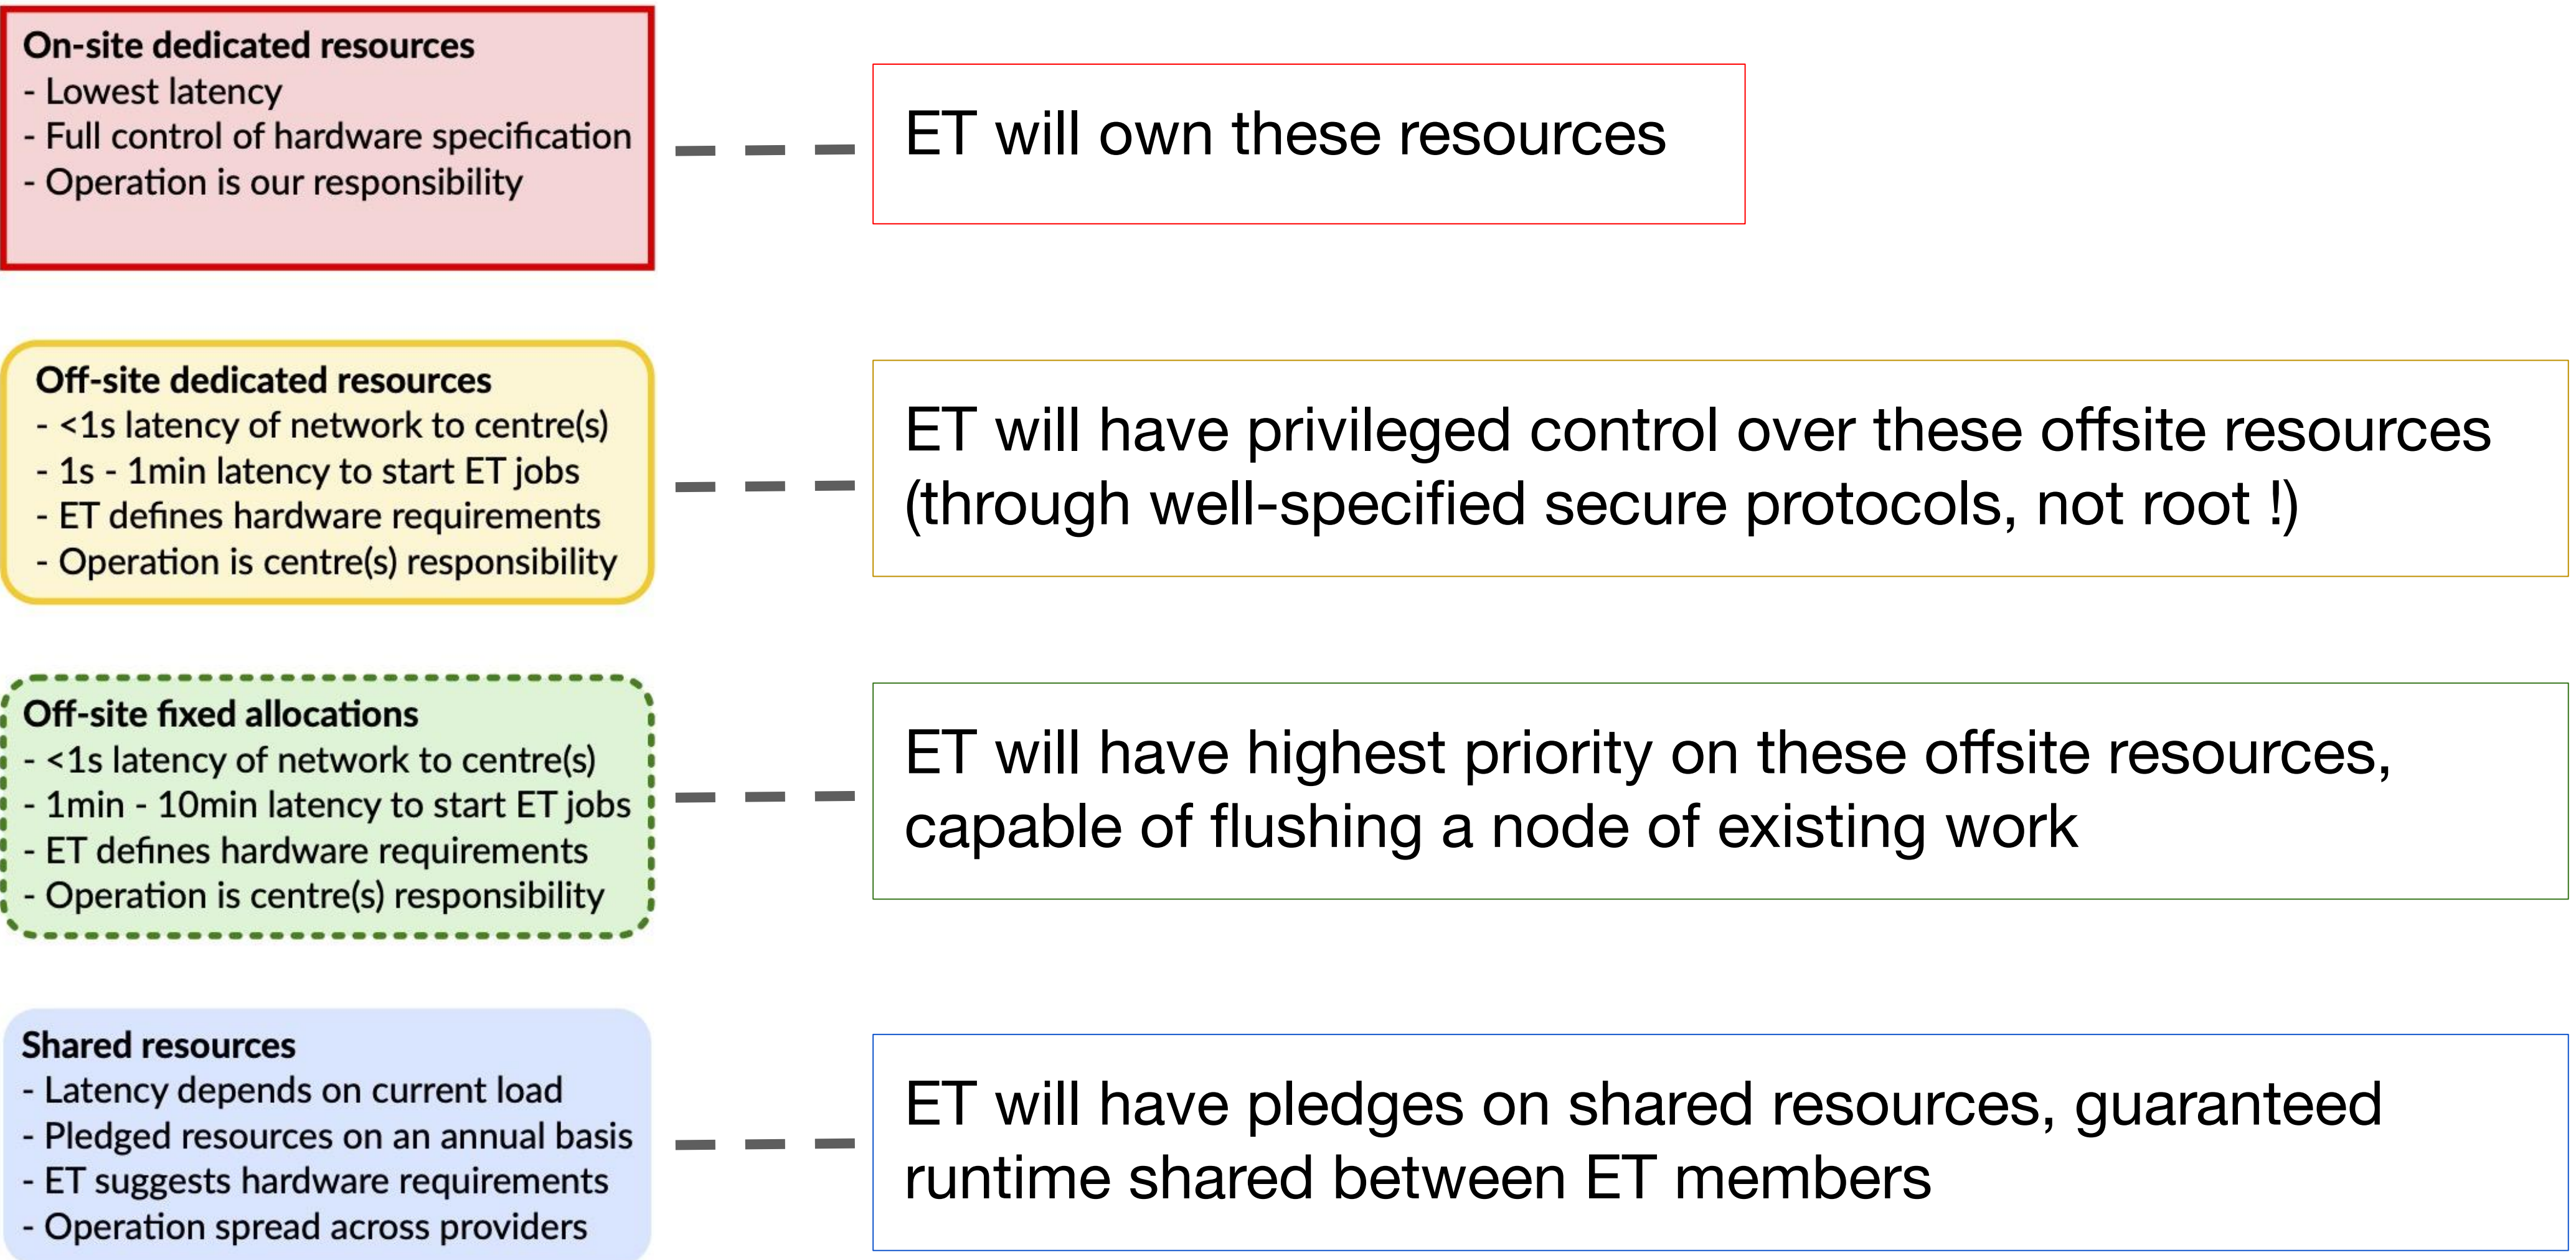 On-site dedicated resources
- Lowest latency
- Full control of hardware specification
- Operation is our responsibility
ET will own these resources
Off-site dedicated resources
- <1s latency of network to centre(s)
- 1s - 1min latency to start ET jobs
- ET defines hardware requirements
- Operation is centre(s) responsibility
ET will have privileged control over these offsite resources
(through well-specified secure protocols, not root !)
Off-site fixed allocations
- <1s latency of network to centre(s)
- 1min - 10min latency to start ET jobs
- ET defines hardware requirements
- Operation is centre(s) responsibility
ET will have highest priority on these offsite resources,
capable of flushing a node of existing work
Shared resources
- Latency depends on current load
- Pledged resources on an annual basis
- ET suggests hardware requirements
- Operation spread across providers
ET will have pledges on shared resources, guaranteed
runtime shared between ET members